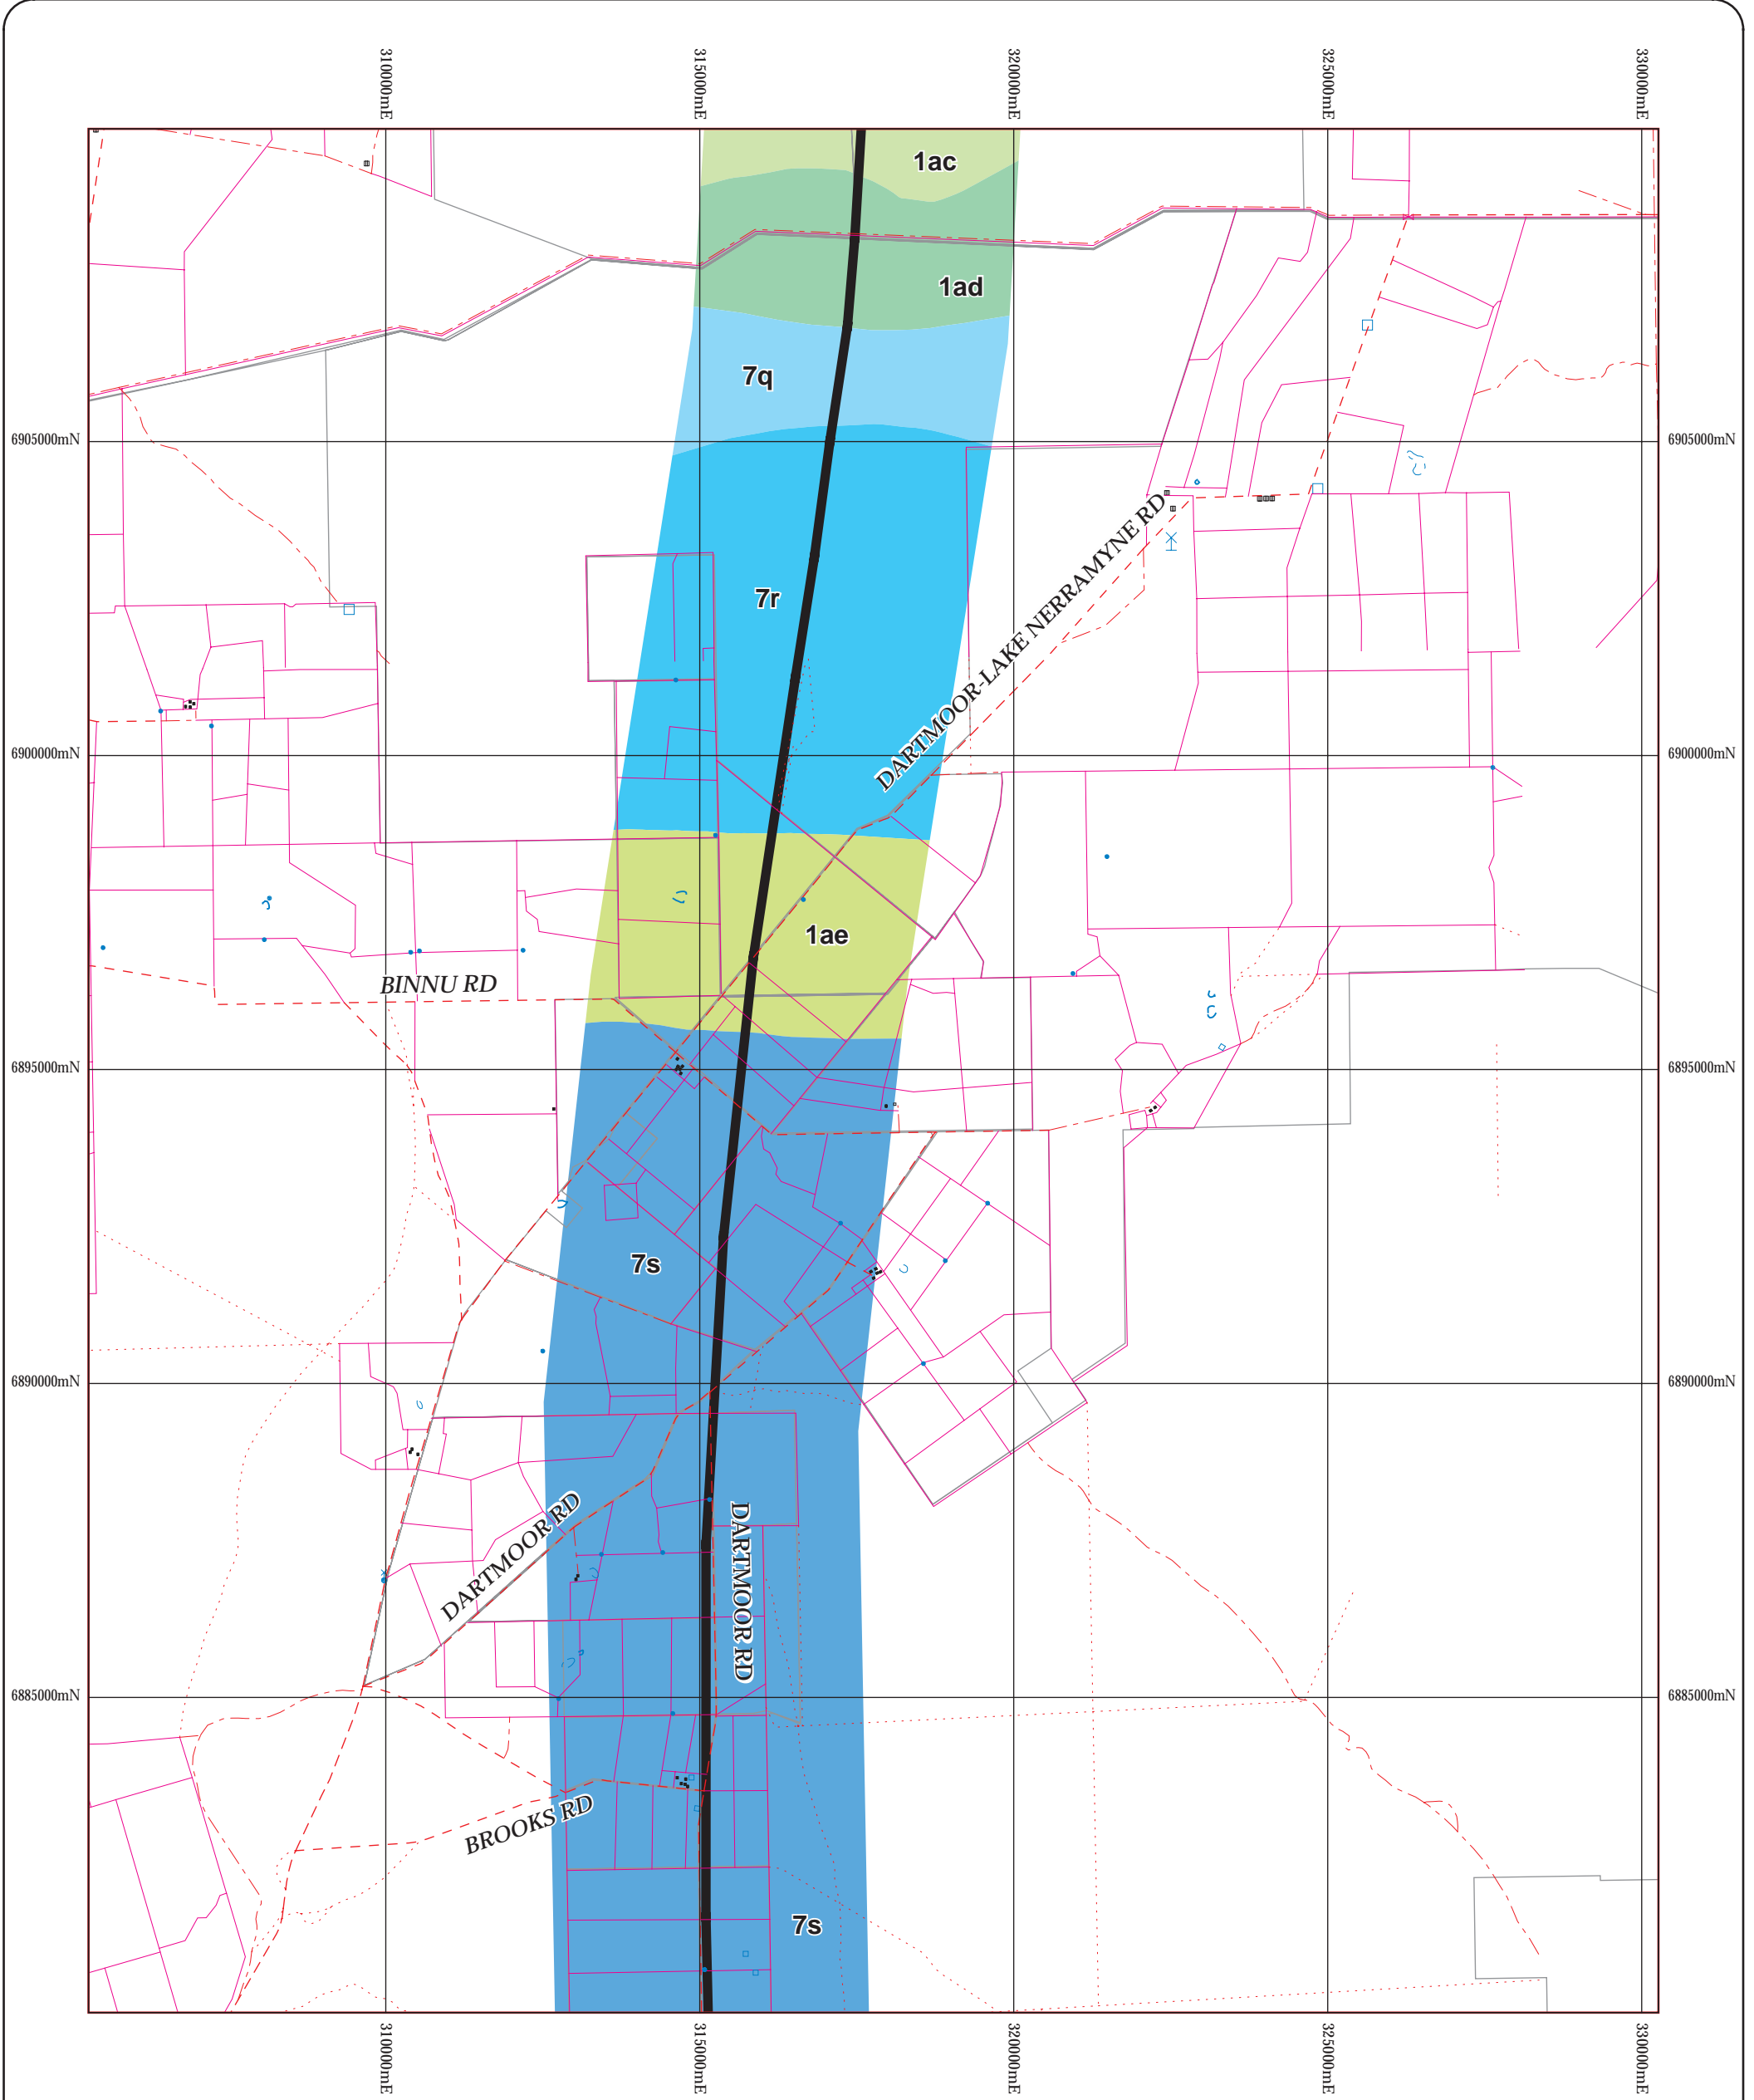 310000mE
315000mE
320000mE
325000mE
330000mE
1ac
1ad
7q
6905000mN
6905000mN
DARTMOOR-LAKE NERRAMYNE RD
7r
6900000mN
6900000mN
1ae
BINNU RD
6895000mN
6895000mN
7s
6890000mN
6890000mN
DARTMOOR RD
DARTMOOR RD
6885000mN
6885000mN
BROOKS RD
7s
310000mE
315000mE
320000mE
325000mE
330000mE